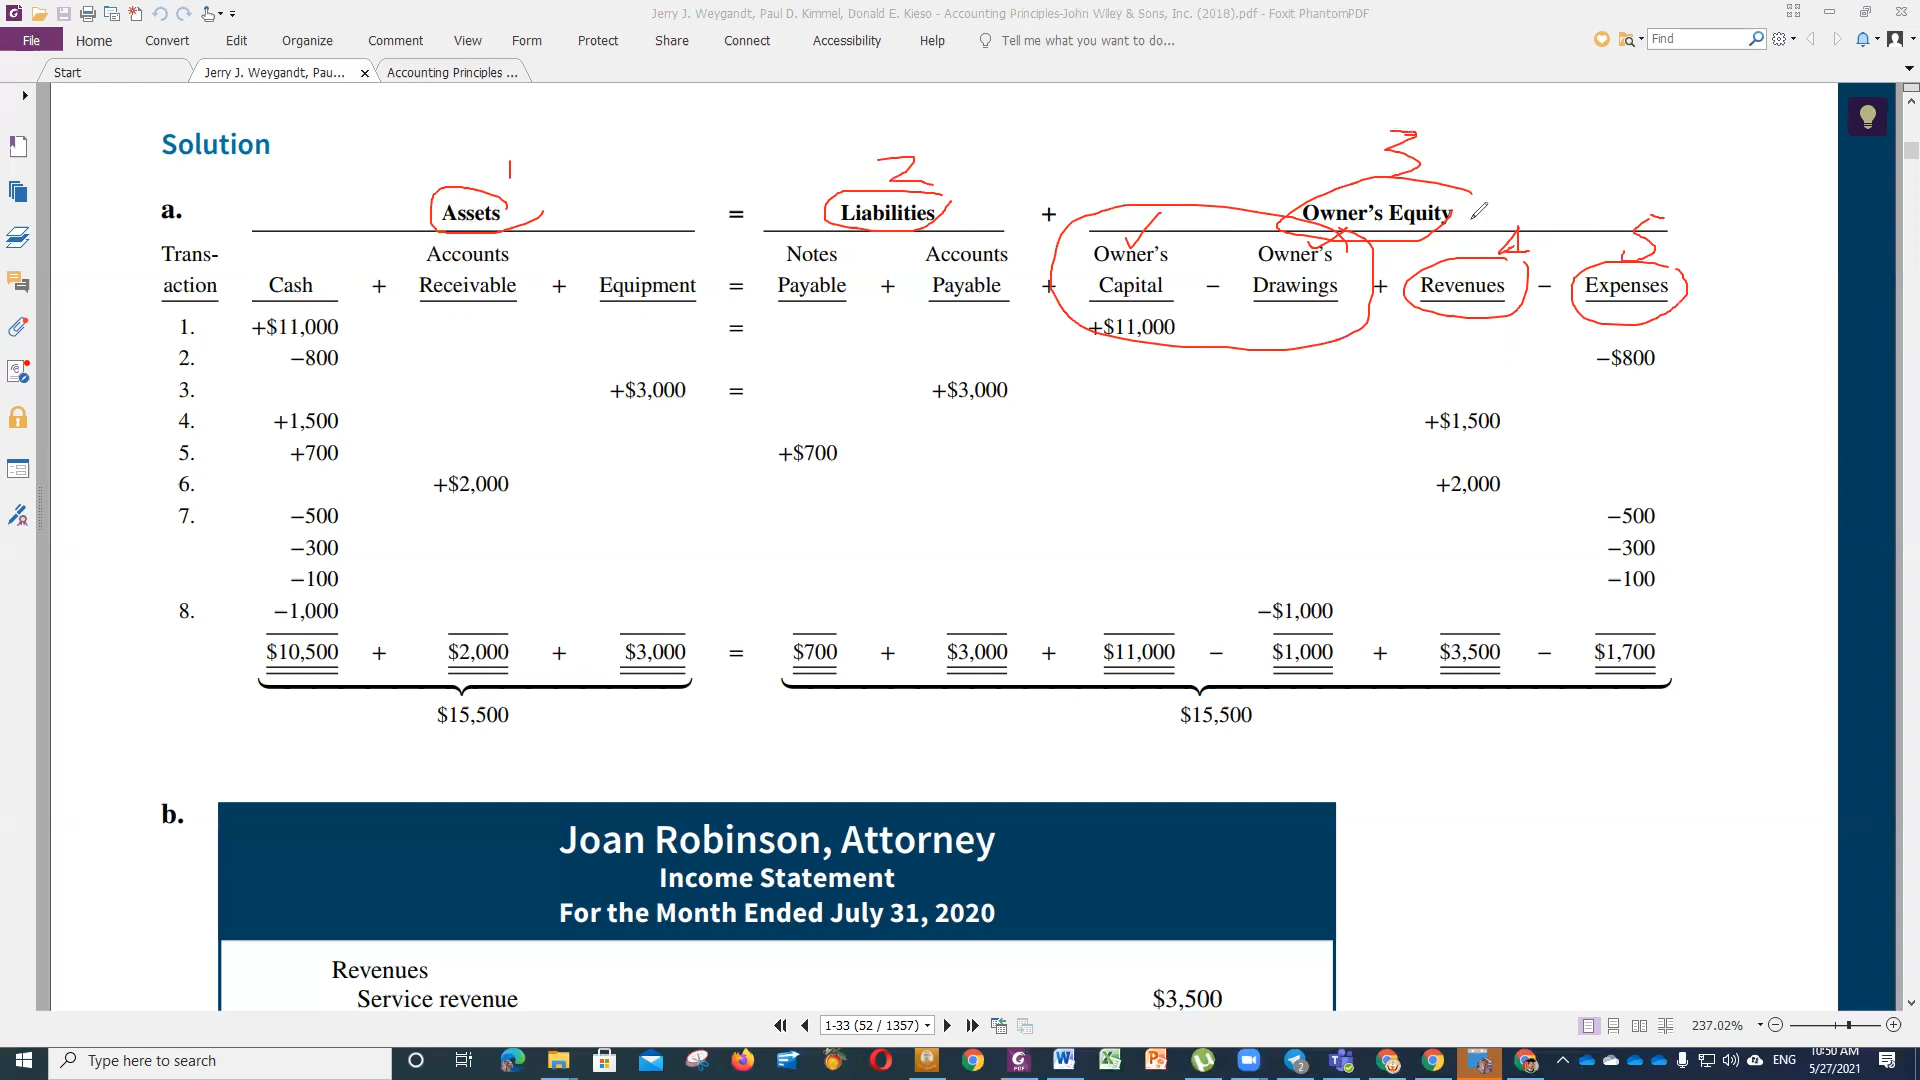 Jerry J. Weygandt, Paul D. Kimmel, Donald E. Kieso - Accounting Principles-John Wiley & Sons, Inc. (2018).pdf - Foxit PhantomPDF
File Home Convert Edit Organize Comment View Form Protect Share Connect Accessibility Help Tell me what you want to do... Find
Start Jerry J. Weygandt, Pau... Accounting Principles ...
Solution
1 2 3
a. Assets = Liabilities + Owner's Equity
4 5
Trans- Accounts Notes Accounts Owner's Owner's
action Cash + Receivable + Equipment = Payable + Payable + Capital − Drawings + Revenues − Expenses
1. +$11,000 = +$11,000
2. −800 −$800
3. +$3,000 = +$3,000
4. +1,500 +$1,500
5. +700 +$700
6. +$2,000 +2,000
7. −500 −500
−300 −300
−100 −100
8. −1,000 −$1,000
$10,500 + $2,000 + $3,000 = $700 + $3,000 + $11,000 − $1,000 + $3,500 − $1,700
$15,500 $15,500
b. Joan Robinson, Attorney
Income Statement
For the Month Ended July 31, 2020
Revenues
Service revenue $3,500
1-33 (52 / 1357) 237.02%
Type here to search ENG 10:50 AM
5/27/2021